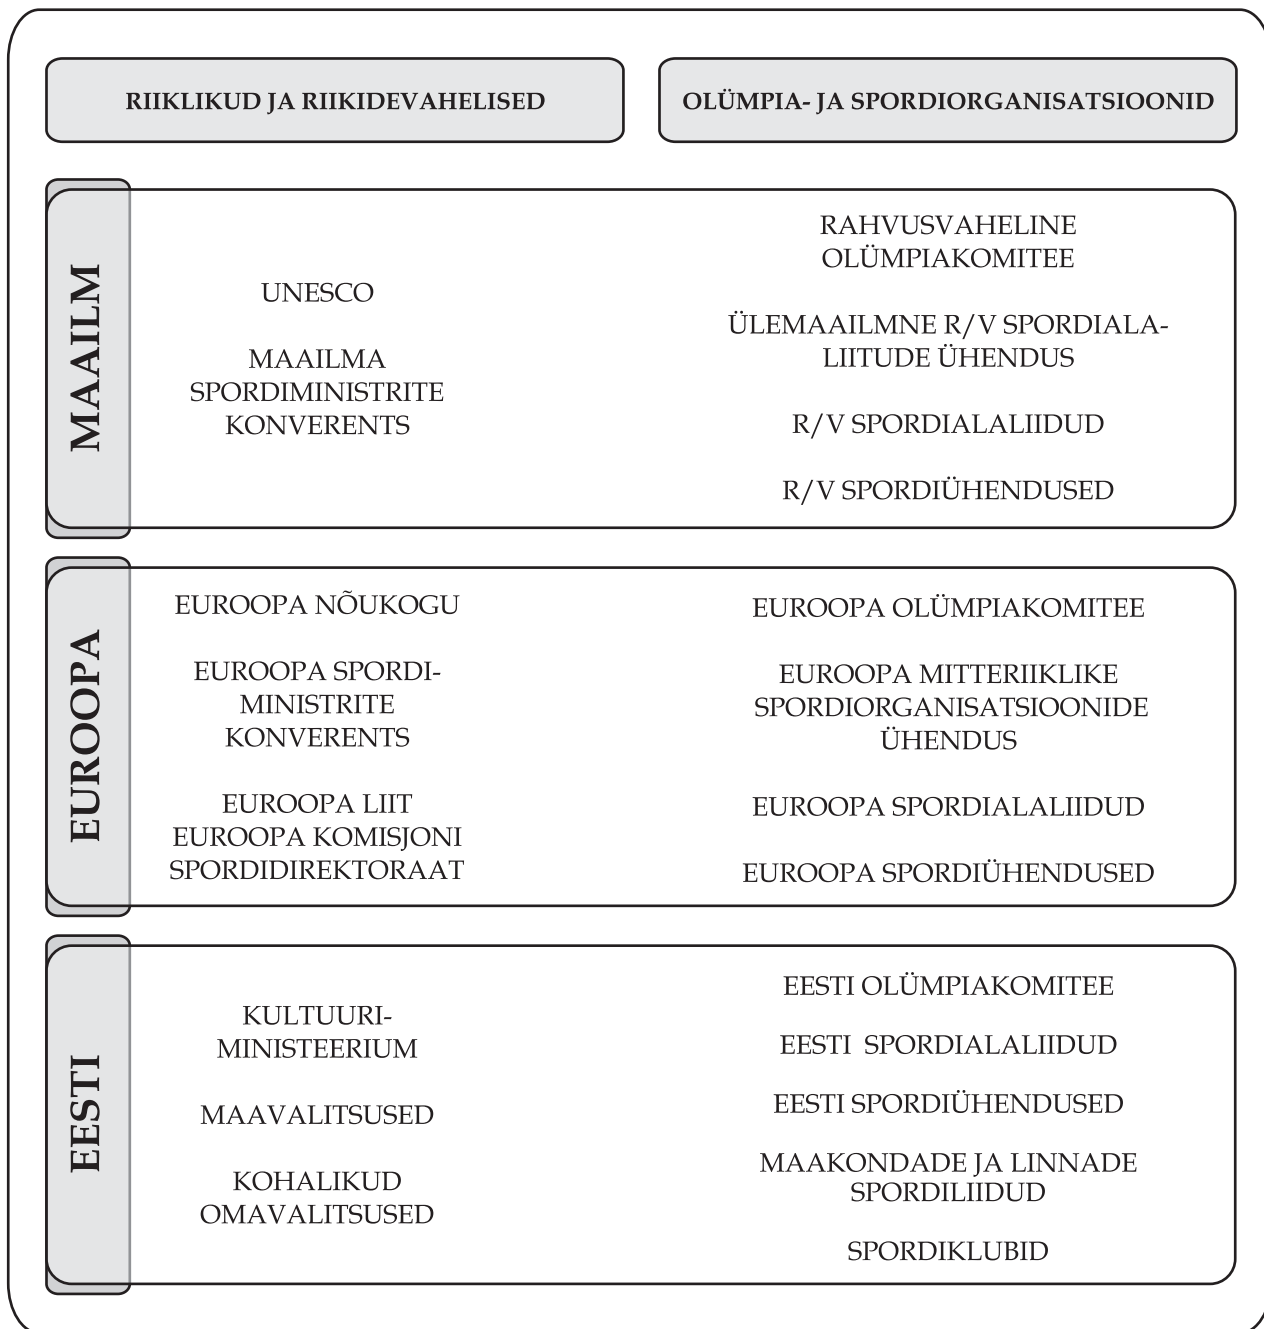 RIIKLIKUD JA RIIKIDEVAHELISED
OLÜMPIA- JA SPORDIORGANISATSIOONID
MAAILM
UNESCO
MAAILMA
SPORDIMINISTRITE
KONVERENTS
RAHVUSVAHELINE
OLÜMPIAKOMITEE
ÜLEMAAILMNE R/V SPORDIALA-
LIITUDE ÜHENDUS
R/V SPORDIALALIIDUD
R/V SPORDIÜHENDUSED
EUROOPA
EUROOPA NÕUKOGU
EUROOPA SPORDI-
MINISTRITE
KONVERENTS
EUROOPA LIIT
EUROOPA KOMISJONI
SPORDIDIREKTORAAT
EUROOPA OLÜMPIAKOMITEE
EUROOPA MITTERIIKLIKE
SPORDIORGANISATSIOONIDE
ÜHENDUS
EUROOPA SPORDIALALIIDUD
EUROOPA SPORDIÜHENDUSED
EESTI
KULTUURI-
MINISTEERIUM
MAAVALITSUSED
KOHALIKUD
OMAVALITSUSED
EESTI OLÜMPIAKOMITEE
EESTI SPORDIALALIIDUD
EESTI SPORDIÜHENDUSED
MAAKONDADE JA LINNADE
SPORDILIIDUD
SPORDIKLUBID